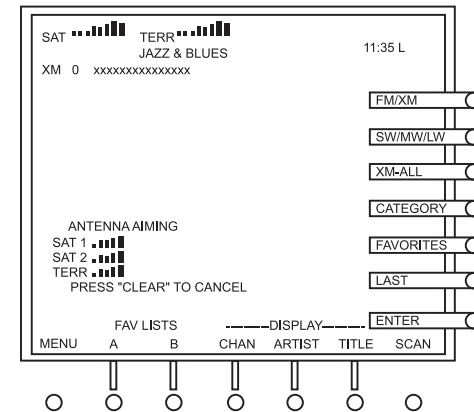 SAT TERR
JAZZ & BLUES
11:35 L
XM 0 xxxxxxxxxxxxxxx
FM/XM
SW/MW/LW
XM-ALL
CATEGORY
FAVORITES
LAST
ENTER
ANTENNA AIMING
SAT 1
SAT 2
TERR
PRESS "CLEAR" TO CANCEL
FAV LISTS DISPLAY
MENU A B CHAN ARTIST TITLE SCAN